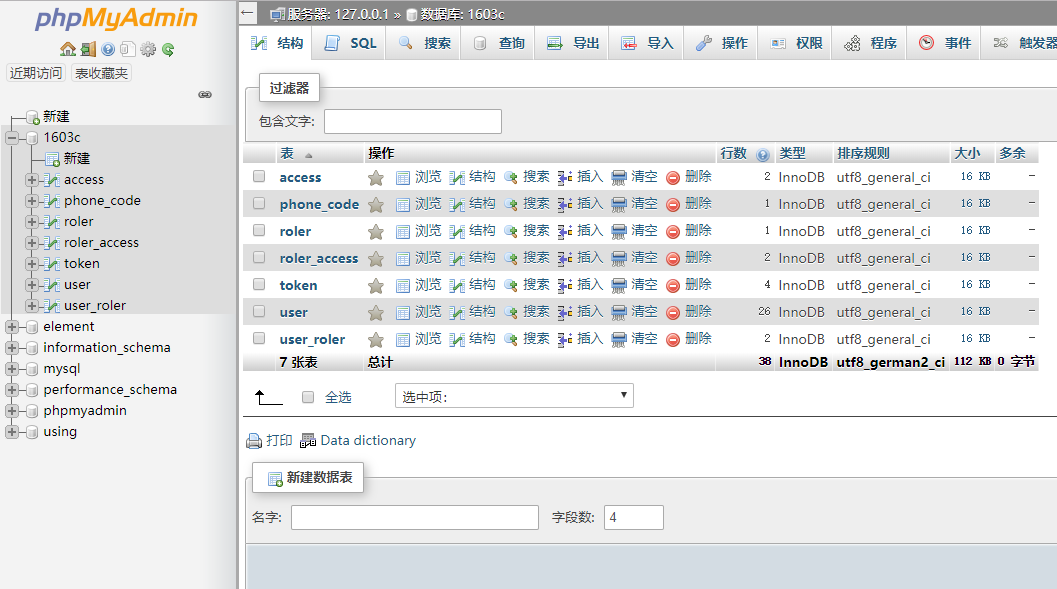 phpMyAdmin
近期访问 表收藏夹
新建
1603c
新建
access
phone_code
roler
roler_access
token
user
user_roler
element
information_schema
mysql
performance_schema
phpmyadmin
using
服务器: 127.0.0.1 » 数据库: 1603c
结构 SQL 搜索 查询 导出 导入 操作 权限 程序 事件 触发器
过滤器
包含文字:
表 操作 行数 类型 排序规则 大小 多余
access 浏览 结构 搜索 插入 清空 删除 2 InnoDB utf8_general_ci 16 KB -
phone_code 浏览 结构 搜索 插入 清空 删除 1 InnoDB utf8_general_ci 16 KB -
roler 浏览 结构 搜索 插入 清空 删除 1 InnoDB utf8_general_ci 16 KB -
roler_access 浏览 结构 搜索 插入 清空 删除 2 InnoDB utf8_general_ci 16 KB -
token 浏览 结构 搜索 插入 清空 删除 4 InnoDB utf8_general_ci 16 KB -
user 浏览 结构 搜索 插入 清空 删除 26 InnoDB utf8_general_ci 16 KB -
user_roler 浏览 结构 搜索 插入 清空 删除 2 InnoDB utf8_general_ci 16 KB -
7 张表 总计 38 InnoDB utf8_german2_ci 112 KB 0 字节
全选 选中项:
打印 Data dictionary
新建数据表
名字: 字段数: 4